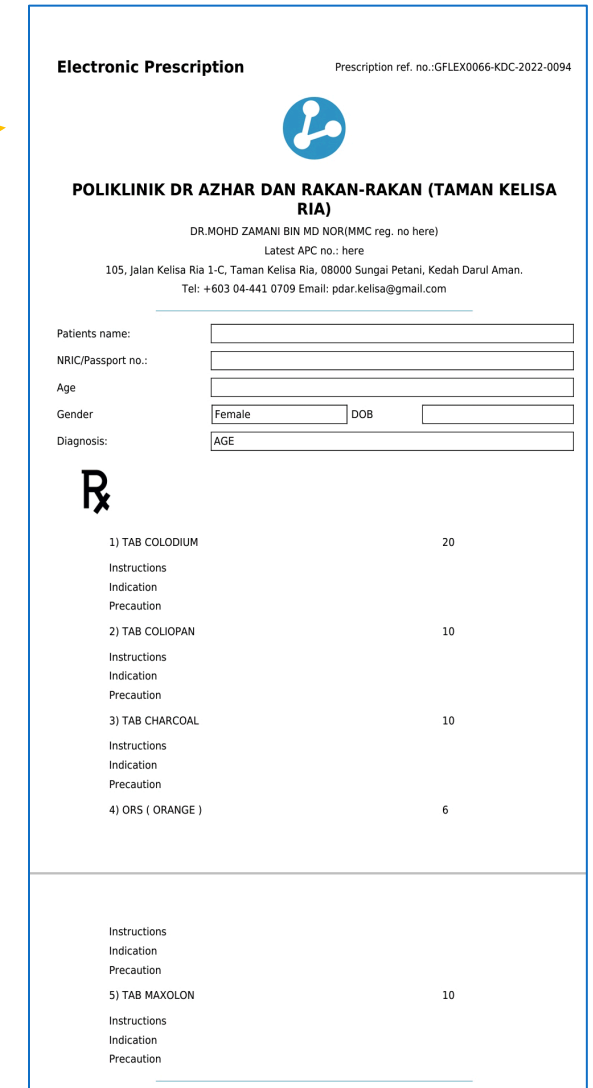 Electronic Prescription
Prescription ref. no.:GFLEX0066-KDC-2022-0094
POLIKLINIK DR AZHAR DAN RAKAN-RAKAN (TAMAN KELISA
RIA)
DR.MOHD ZAMANI BIN MD NOR(MMC reg. no here)
Latest APC no.: here
105, Jalan Kelisa Ria 1-C, Taman Kelisa Ria, 08000 Sungai Petani, Kedah Darul Aman.
Tel: +603 04-441 0709 Email: pdar.kelisa@gmail.com
Patients name:
NRIC/Passport no.:
Age
Gender Female DOB
Diagnosis: AGE
℞
1) TAB COLODIUM 20
Instructions
Indication
Precaution
2) TAB COLIOPAN 10
Instructions
Indication
Precaution
3) TAB CHARCOAL 10
Instructions
Indication
Precaution
4) ORS ( ORANGE ) 6
Instructions
Indication
Precaution
5) TAB MAXOLON 10
Instructions
Indication
Precaution